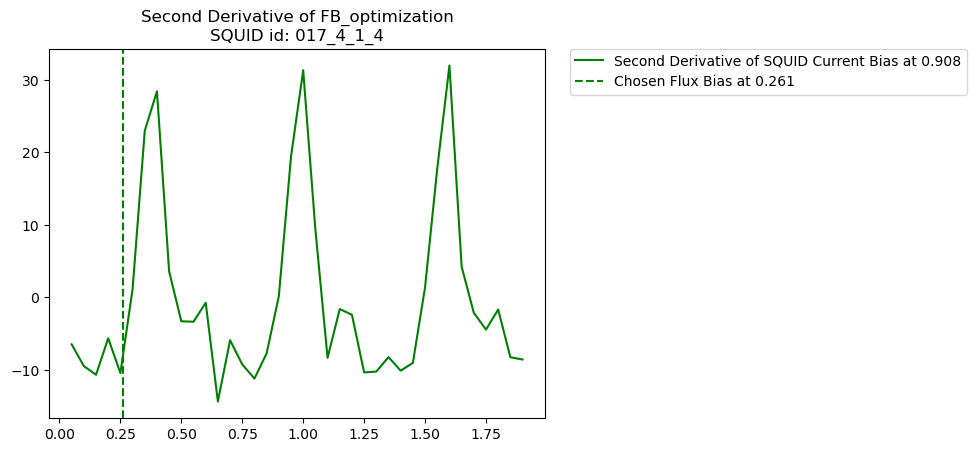 Second Derivative of FB_optimization
SQUID id: 017_4_1_4
Second Derivative of SQUID Current Bias at 0.908
Chosen Flux Bias at 0.261
30
20
10
0
−10
0.00 0.25 0.50 0.75 1.00 1.25 1.50 1.75